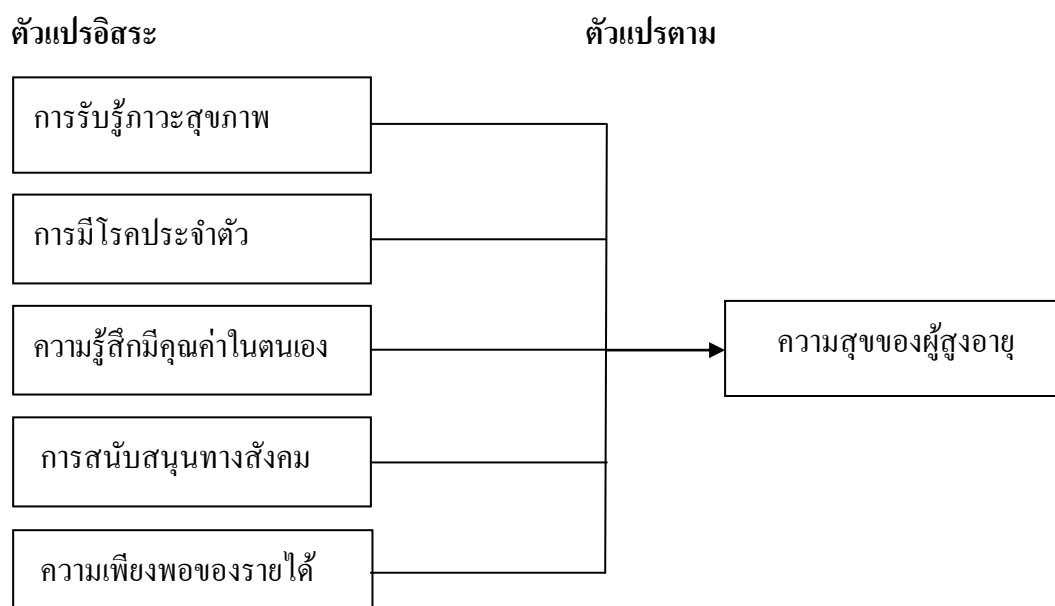 ตัวแปรอิสระ
ตัวแปรตาม
การรับรู้ภาวะสุขภาพ
การมีโรคประจำตัว
ความรู้สึกมีคุณค่าในตนเอง
ความสุขของผู้สูงอายุ
การสนับสนุนทางสังคม
ความเพียงพอของรายได้